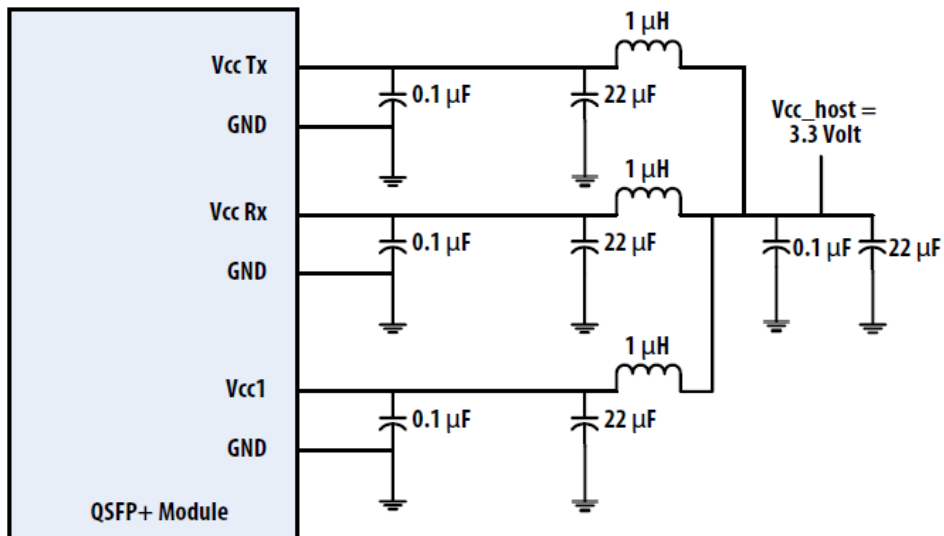 1 μH
Vcc Tx
0.1 μF
22 μF
GND
Vcc_host =
3.3 Volt
1 μH
Vcc Rx
0.1 μF
22 μF
0.1 μF
22 μF
GND
1 μH
Vcc1
0.1 μF
22 μF
GND
QSFP+ Module